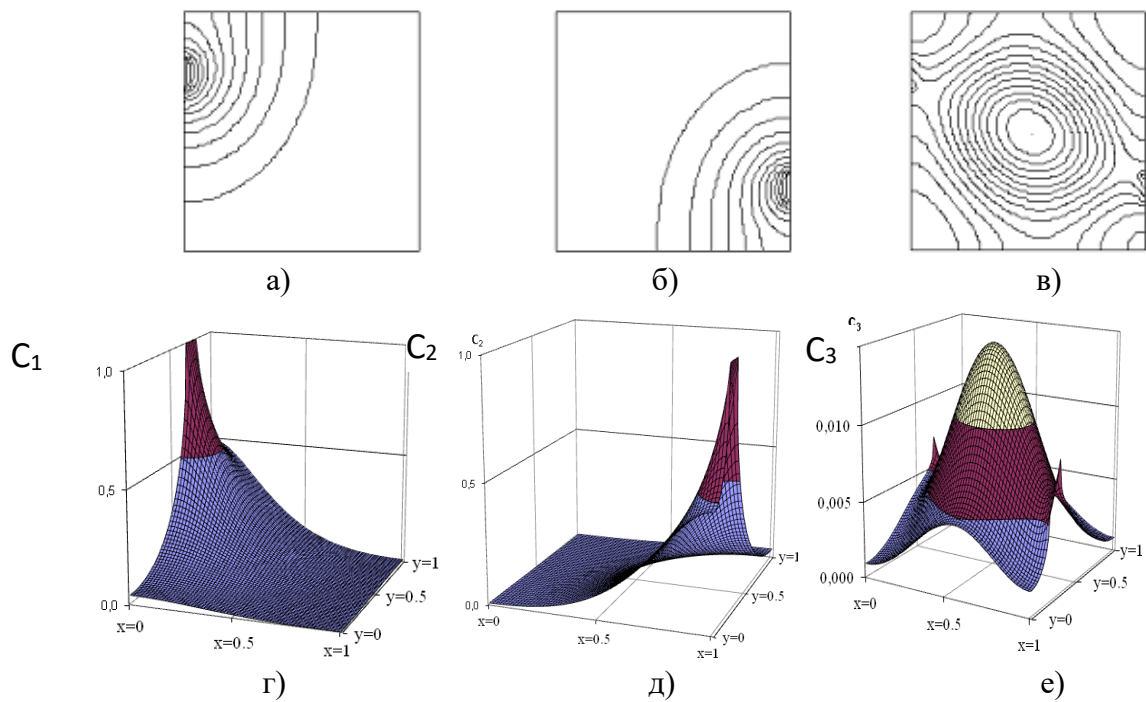 а) б) в)
C₁
1,0
0,5
0,0
x=0
x=0.5
x=1
y=0
y=0.5
y=1
C₂
c₂
1,0
0,5
0,0
x=0
x=0.5
x=1
y=0
y=0.5
y=1
C₃
c₃
0,010
0,005
0,000
x=0
x=0.5
x=1
y=0
y=0.5
y=1
г) д) е)